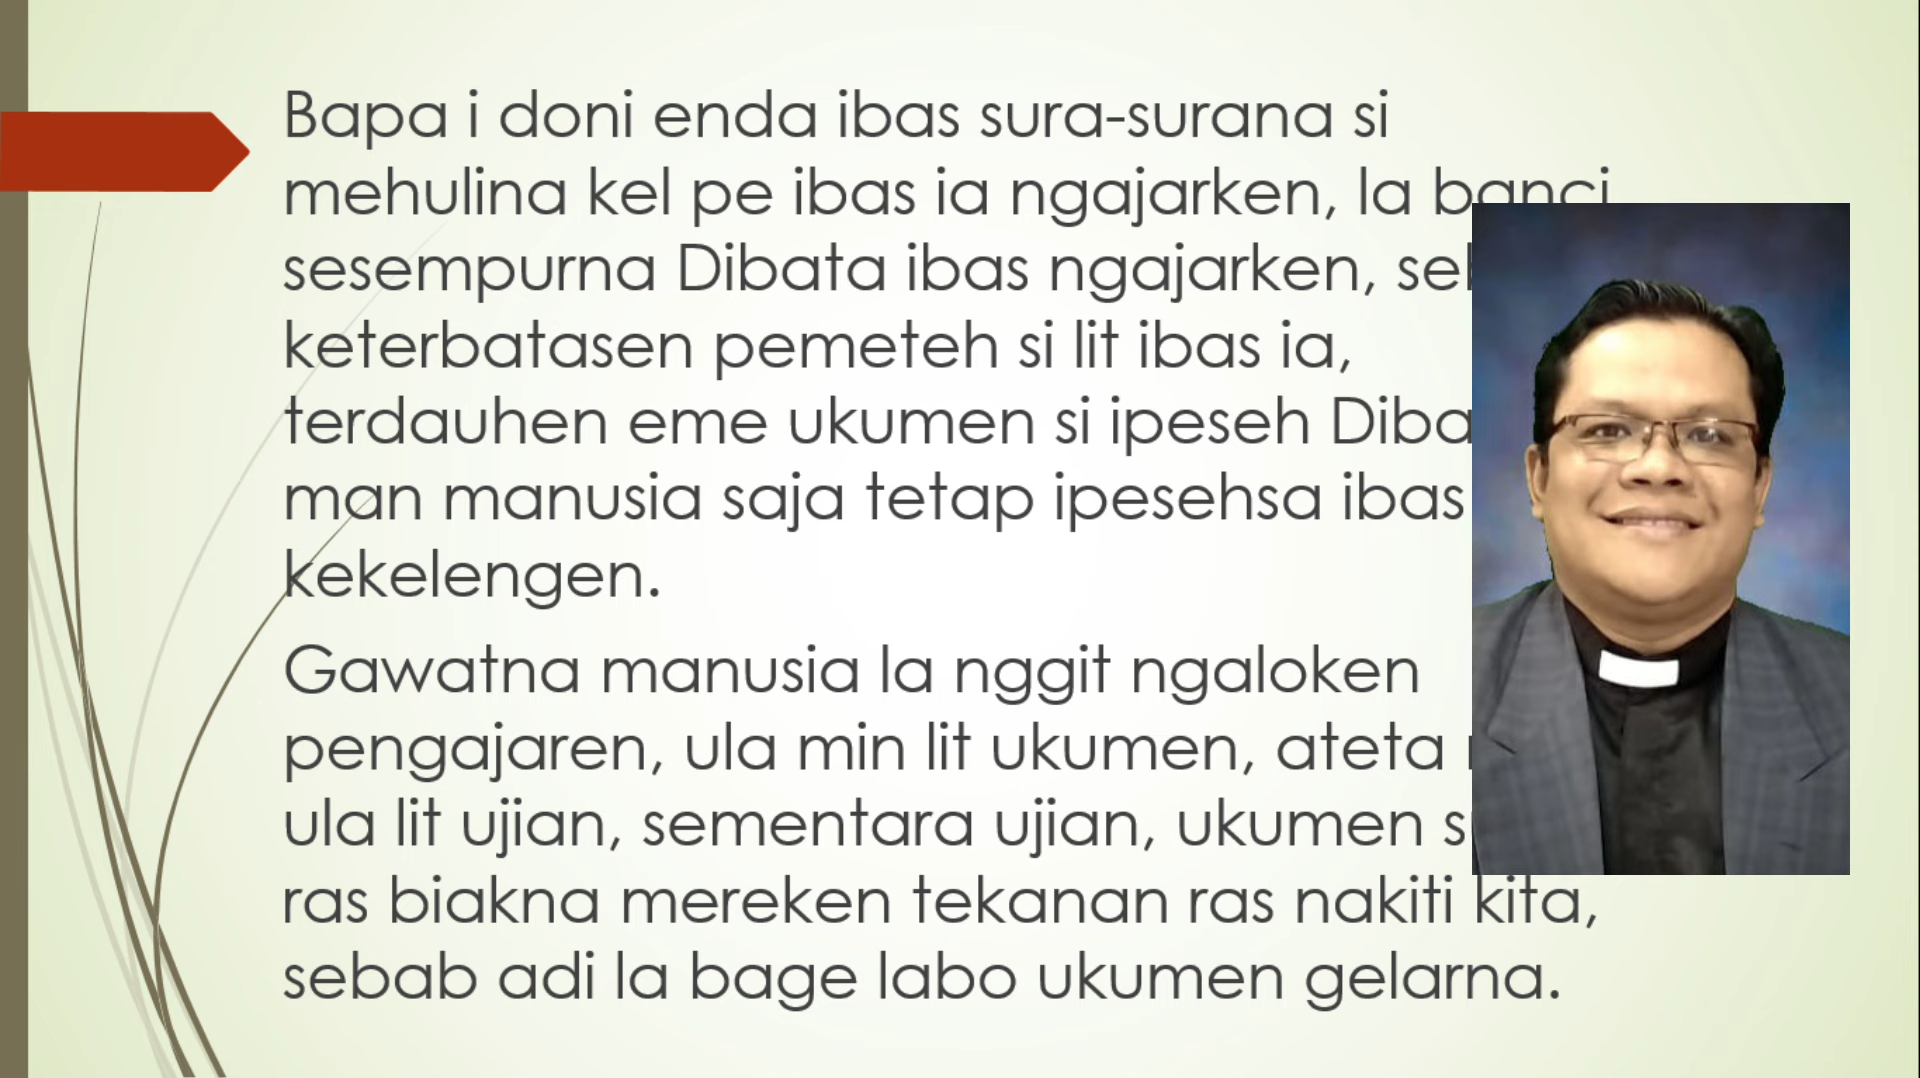 Bapa i doni enda ibas sura-surana si
mehulina kel pe ibas ia ngajarken, la banci
sesempurna Dibata ibas ngajarken,
keterbatasen pemeteh si lit ibas ia,
terdauhen eme ukumen si ipeseh
man manusia saja tetap ipesehsa ibas
kekelengen.
Gawatna manusia la nggit ngaloken
pengajaren, ula min lit ukumen, ateta
ula lit ujian, sementara ujian, ukumen
ras biakna mereken tekanan ras nakiti kita,
sebab adi la bage labo ukumen gelarna.